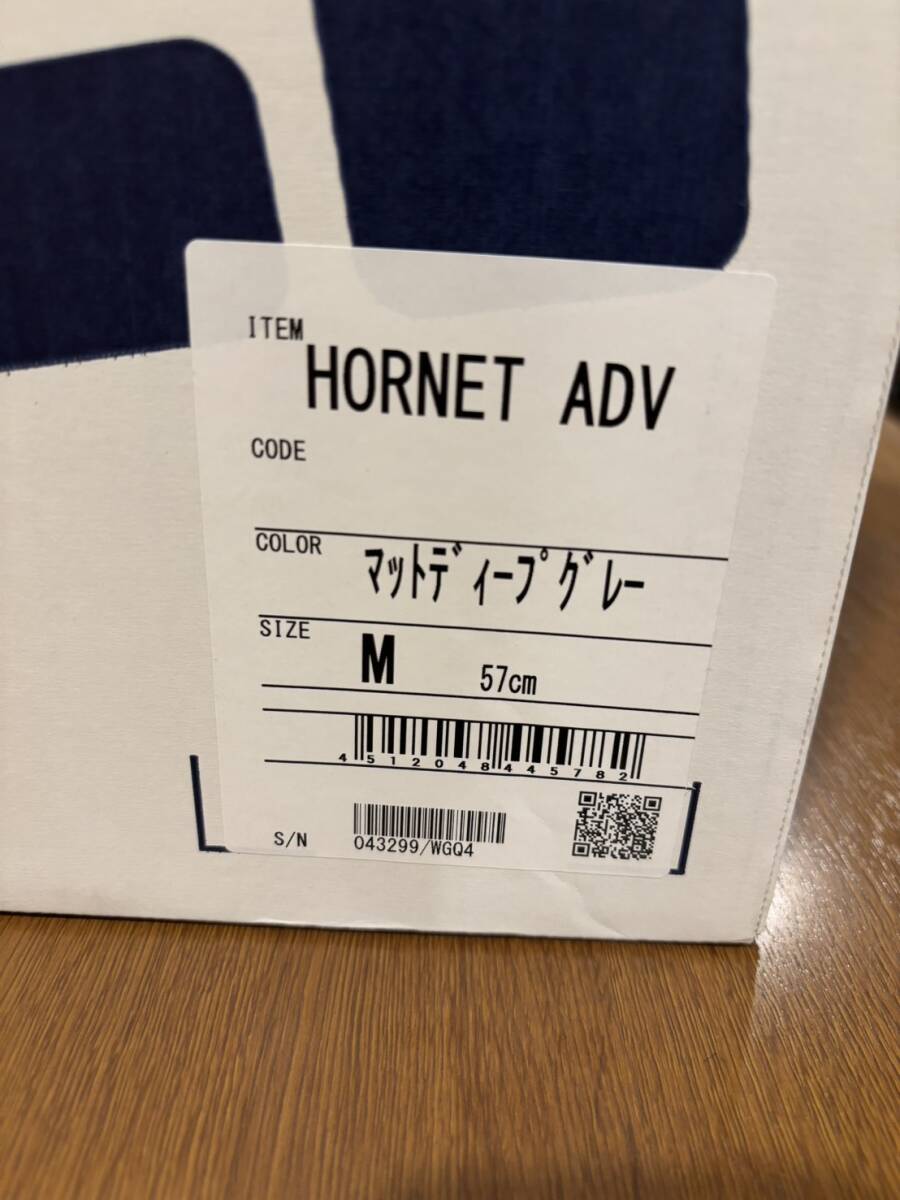 ITEM
HORNET ADV
CODE
COLOR ﾏｯﾄﾃﾞｨｰﾌﾟｸﾞﾚｰ
SIZE M 57cm
4512048445782
S/N 043299/WGQ4